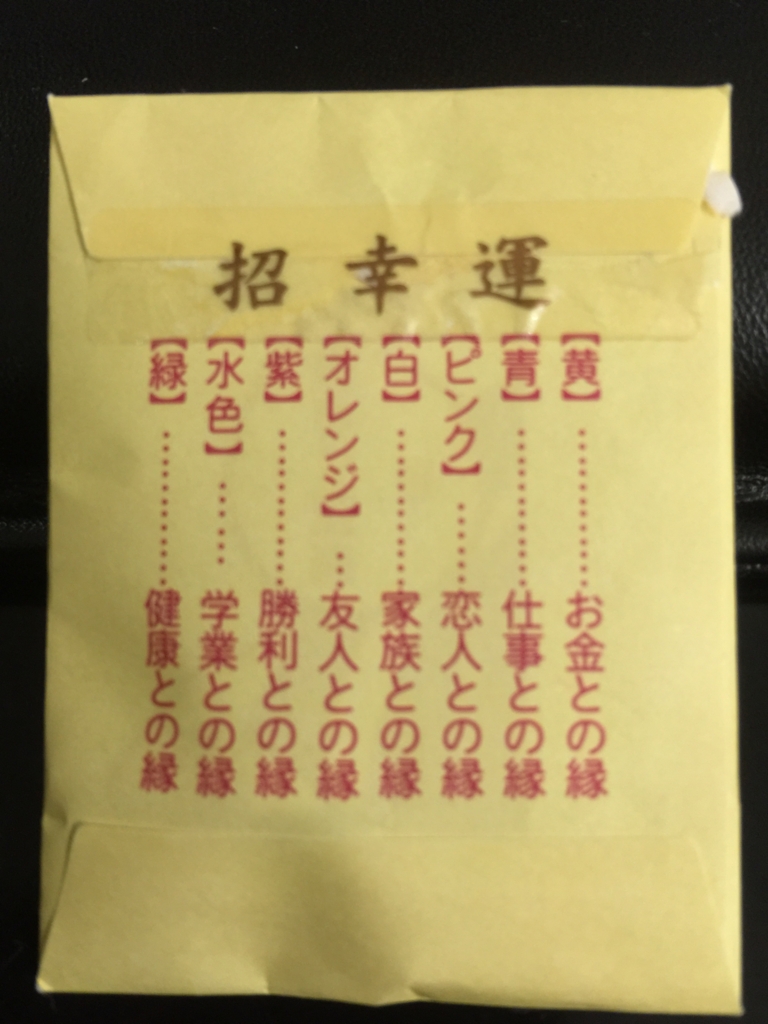 招幸運
【黄】…………お金との縁
【青】…………仕事との縁
【ピンク】……恋人との縁
【白】…………家族との縁
【オレンジ】…友人との縁
【紫】…………勝利との縁
【水色】……学業との縁
【緑】…………健康との縁